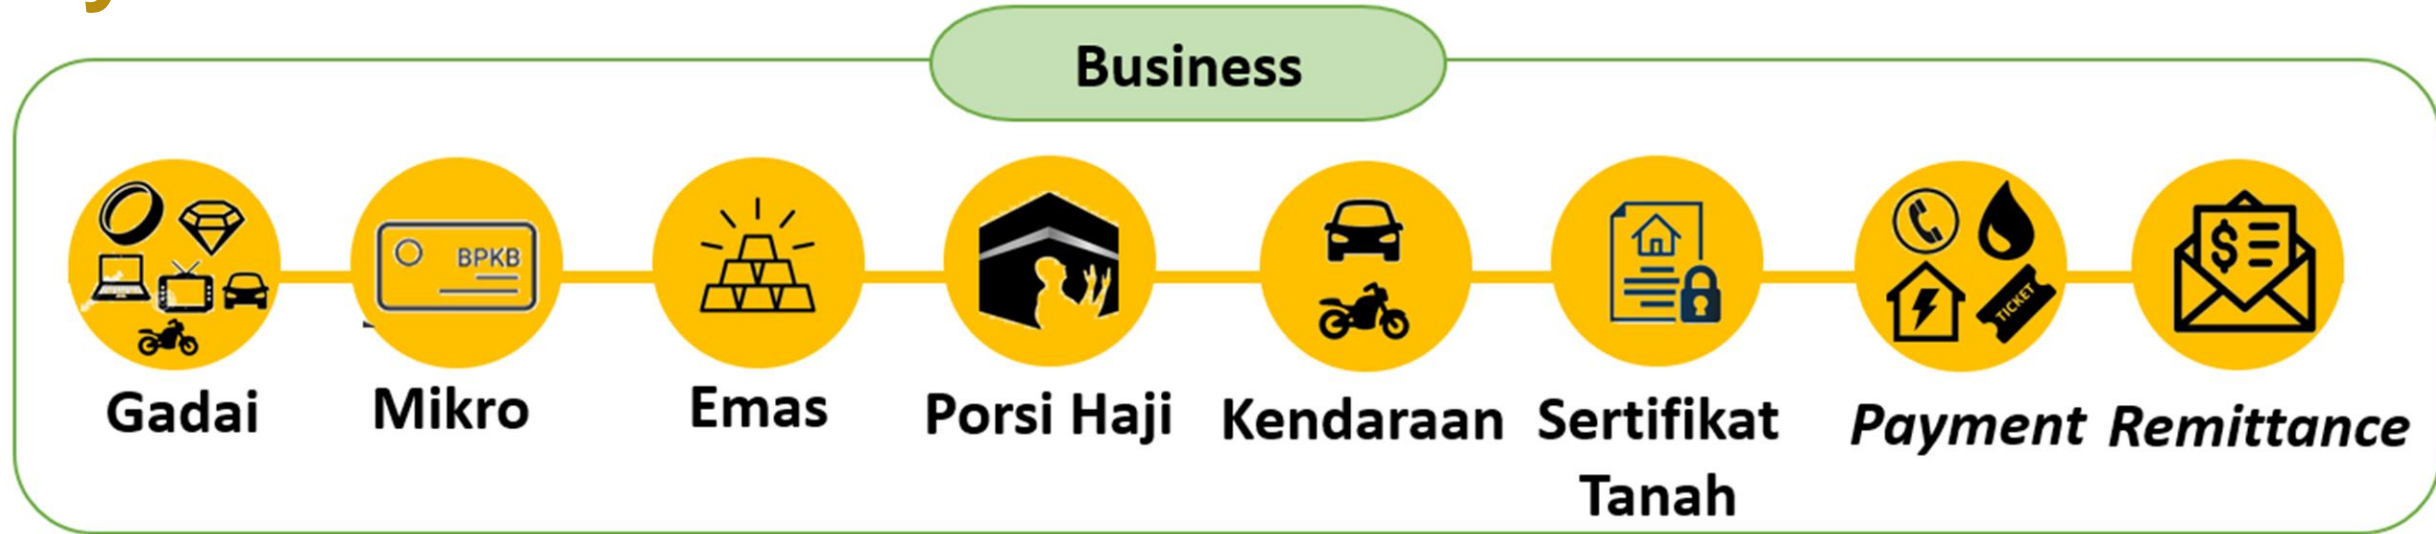 Business
BPKB
TICKET
Gadai
Mikro
Emas
Porsi Haji
Kendaraan
Sertifikat
Tanah
Payment
Remittance